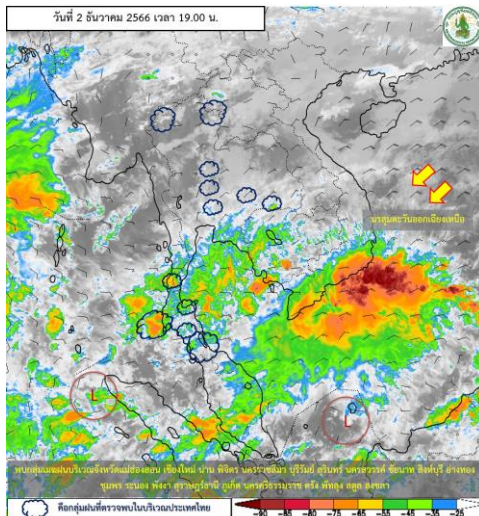 วันที่ 2 ธันวาคม 2566 เวลา 19.00 น.
มรสุมตะวันออกเฉียงเหนือ
L
L
พบกลุ่มเมฆฝนบริเวณจังหวัดแม่ฮ่องสอน เชียงใหม่ น่าน พิจิตร นครราชสีมา บุรีรัมย์ สุรินทร์ นครสวรรค์ ชัยนาท สิงห์บุรี อ่างทอง
ชุมพร ระนอง พังงา สุราษฎร์ธานี ภูเก็ต นครศรีธรรมราช ตรัง พัทลุง สตูล สงขลา
คือกลุ่มฝนที่ตรวจพบในบริเวณประเทศไทย
-90 -85 -80 -75 -65 -55 -45 -35 -25